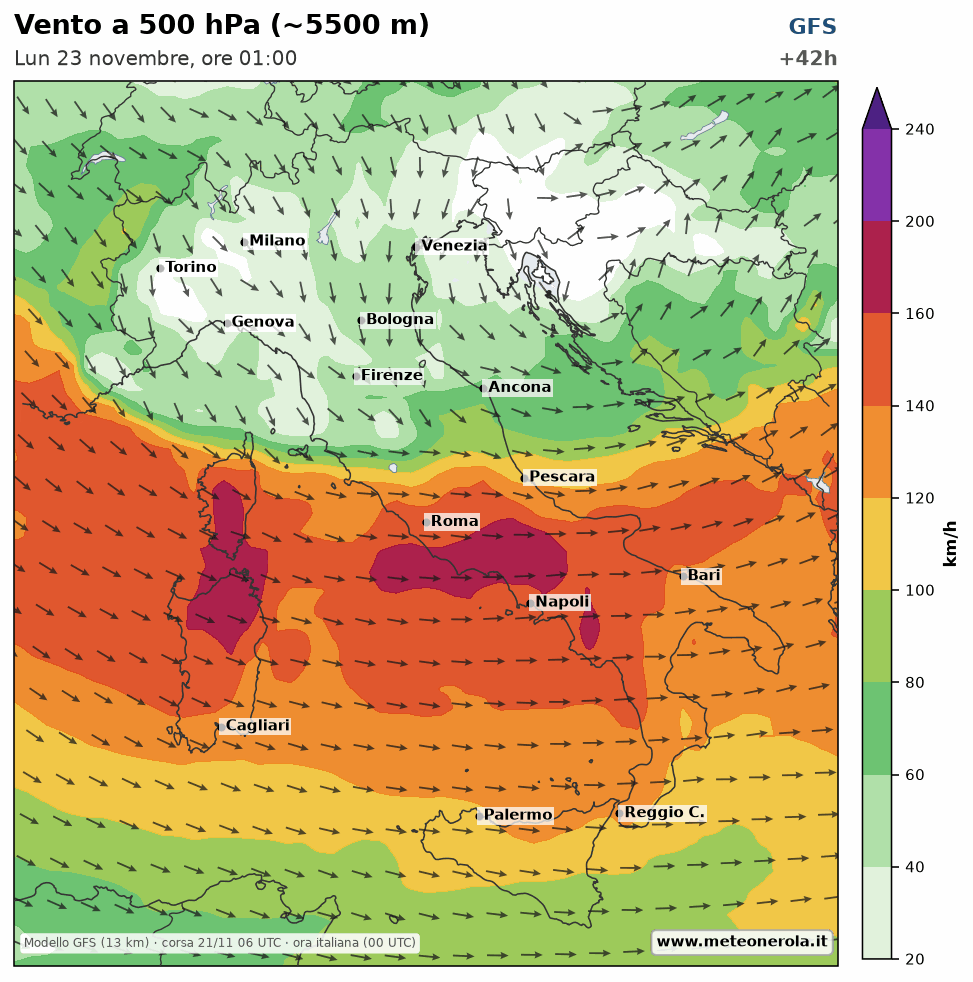 Vento a 500 hPa (~5500 m)
GFS
Lun 23 novembre, ore 01:00
+42h
Milano
Venezia
Torino
Genova
Bologna
Firenze
Ancona
Pescara
Roma
Bari
Napoli
Cagliari
Palermo
Reggio C.
240
200
160
140
120
100
80
60
40
20
km/h
Modello GFS (13 km) · corsa 21/11 06 UTC · ora italiana (00 UTC)
www.meteonerola.it